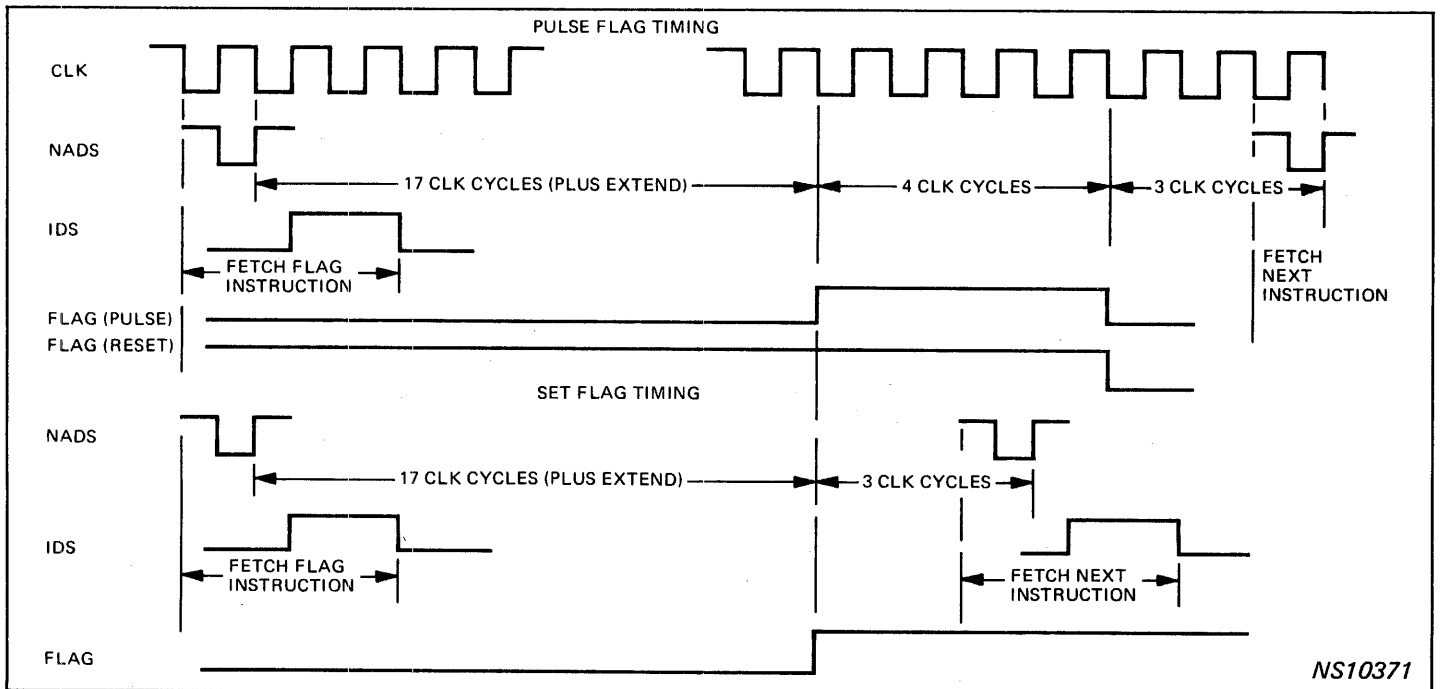 PULSE FLAG TIMING
CLK
NADS
17 CLK CYCLES (PLUS EXTEND)
4 CLK CYCLES
3 CLK CYCLES
IDS
FETCH FLAG
INSTRUCTION
FETCH
NEXT
INSTRUCTION
FLAG (PULSE)
FLAG (RESET)
SET FLAG TIMING
NADS
17 CLK CYCLES (PLUS EXTEND)
3 CLK CYCLES
IDS
FETCH FLAG
INSTRUCTION
FETCH NEXT
INSTRUCTION
FLAG
NS10371